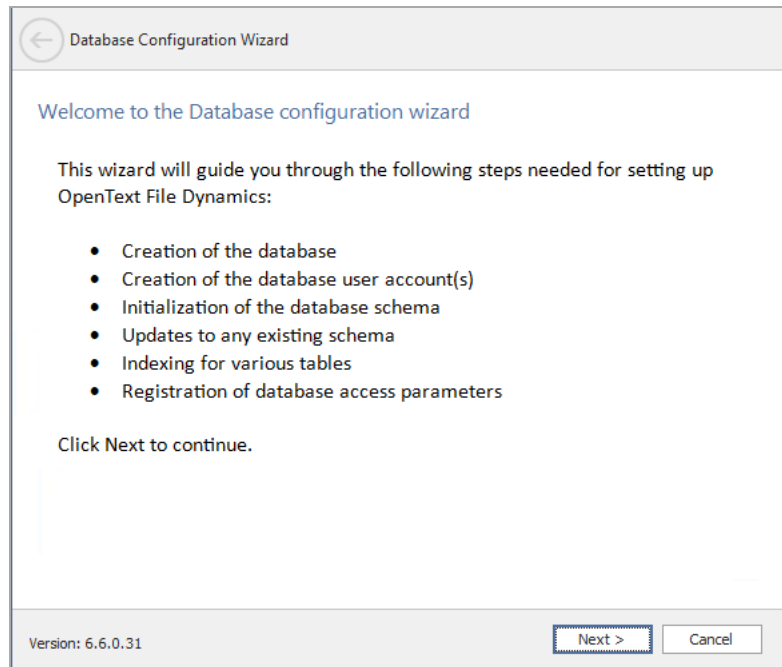 Database Configuration Wizard
Welcome to the Database configuration wizard
This wizard will guide you through the following steps needed for setting up
OpenText File Dynamics:
• Creation of the database
• Creation of the database user account(s)
• Initialization of the database schema
• Updates to any existing schema
• Indexing for various tables
• Registration of database access parameters
Click Next to continue.
Version: 6.6.0.31
Next >
Cancel